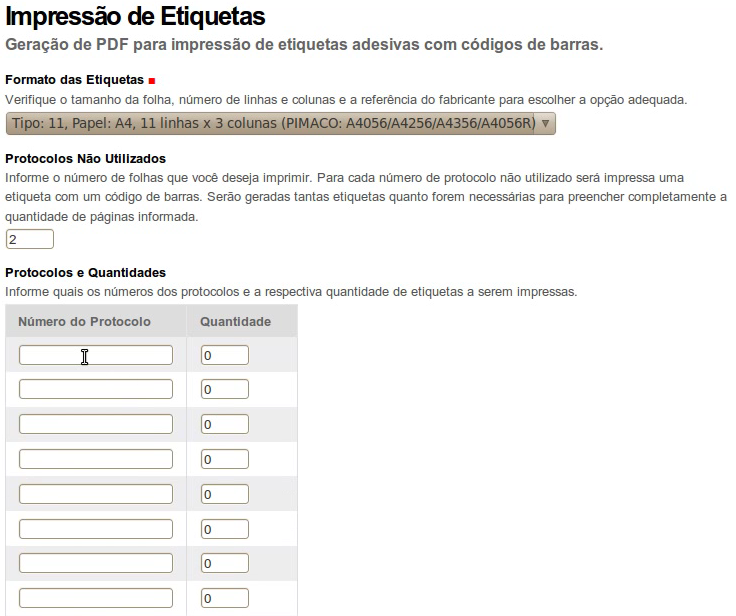 Impressão de Etiquetas
Geração de PDF para impressão de etiquetas adesivas com códigos de barras.
Formato das Etiquetas
Verifique o tamanho da folha, número de linhas e colunas e a referência do fabricante para escolher a opção adequada.
Tipo: 11, Papel: A4, 11 linhas x 3 colunas (PIMACO: A4056/A4256/A4356/A4056R)
Protocolos Não Utilizados
Informe o número de folhas que você deseja imprimir. Para cada número de protocolo não utilizado será impressa uma
etiqueta com um código de barras. Serão geradas tantas etiquetas quanto forem necessárias para preencher completamente a
quantidade de páginas informada.
2
Protocolos e Quantidades
Informe quais os números dos protocolos e a respectiva quantidade de etiquetas a serem impressas.
Número do Protocolo Quantidade
0
0
0
0
0
0
0
0